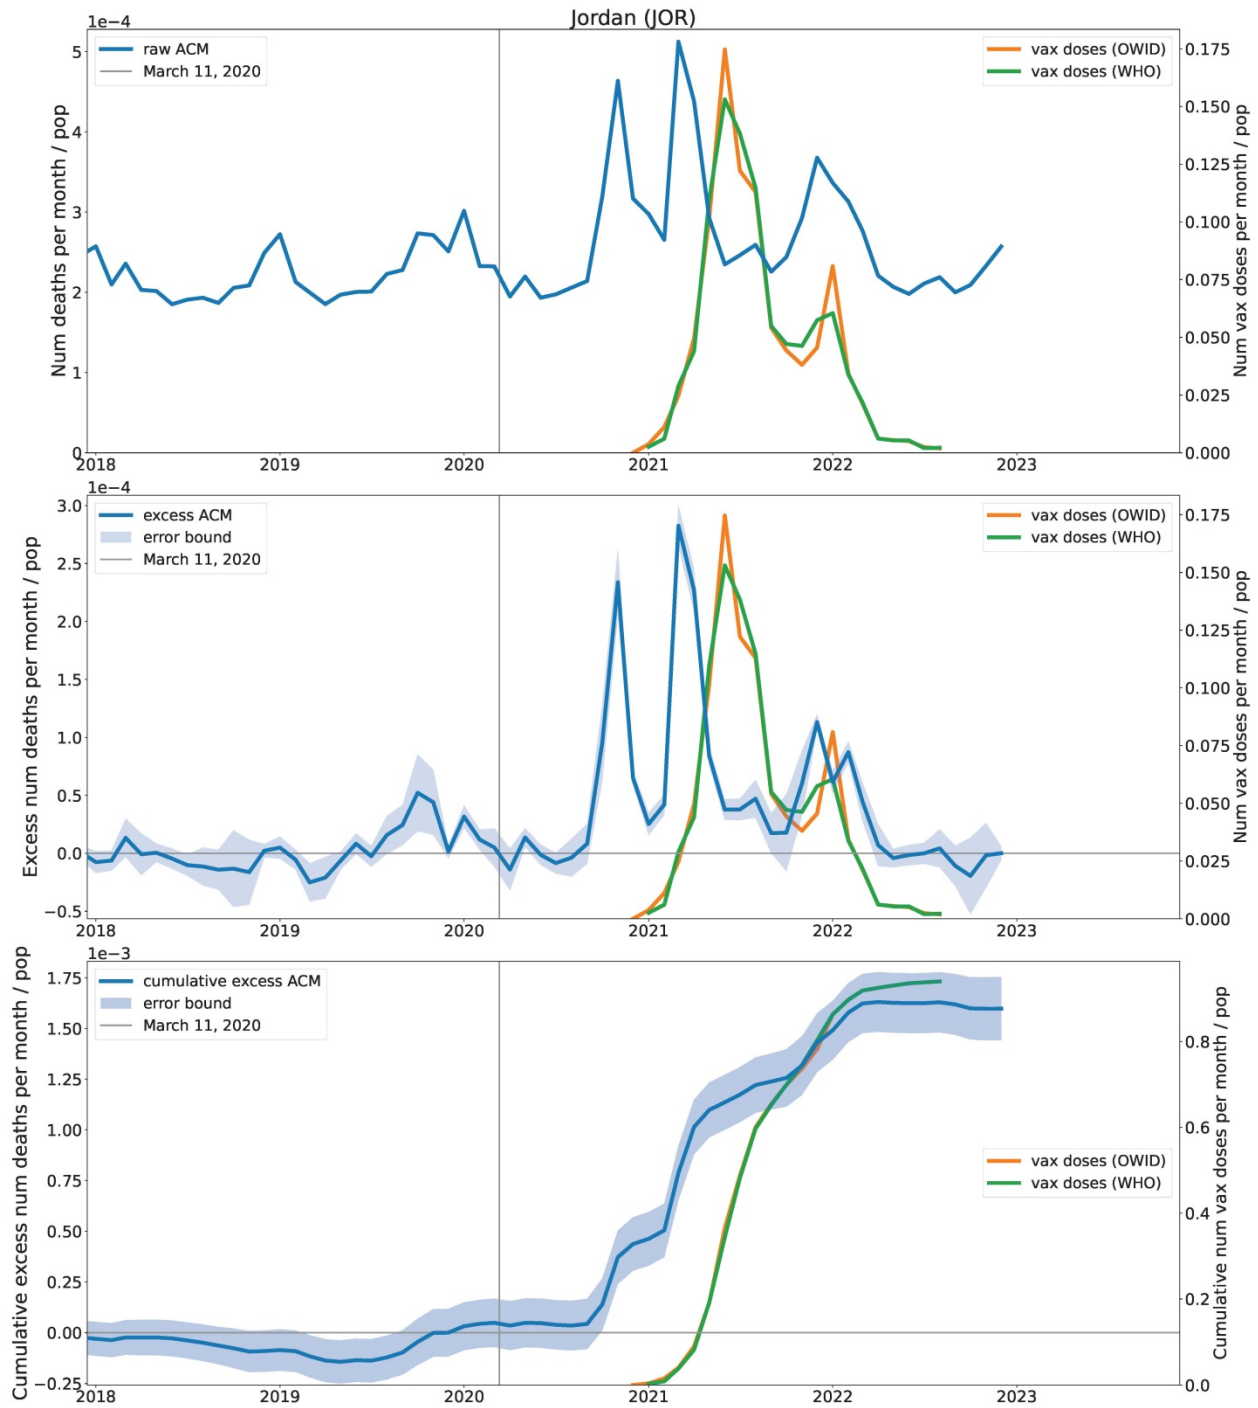 Jordan (JOR)
1e−4
raw ACM
March 11, 2020
vax doses (OWID)
vax doses (WHO)
Num deaths per month / pop
5
4
3
2
1
0
Num vax doses per month / pop
0.175
0.150
0.125
0.100
0.075
0.050
0.025
0.000
2018 2019 2020 2021 2022 2023
1e−4
excess ACM
error bound
March 11, 2020
vax doses (OWID)
vax doses (WHO)
Excess num deaths per month / pop
3.0
2.5
2.0
1.5
1.0
0.5
0.0
−0.5
Num vax doses per month / pop
0.175
0.150
0.125
0.100
0.075
0.050
0.025
0.000
2018 2019 2020 2021 2022 2023
1e−3
cumulative excess ACM
error bound
March 11, 2020
vax doses (OWID)
vax doses (WHO)
Cumulative excess num deaths per month / pop
1.75
1.50
1.25
1.00
0.75
0.50
0.25
0.00
−0.25
Cumulative num vax doses per month / pop
0.8
0.6
0.4
0.2
0.0
2018 2019 2020 2021 2022 2023